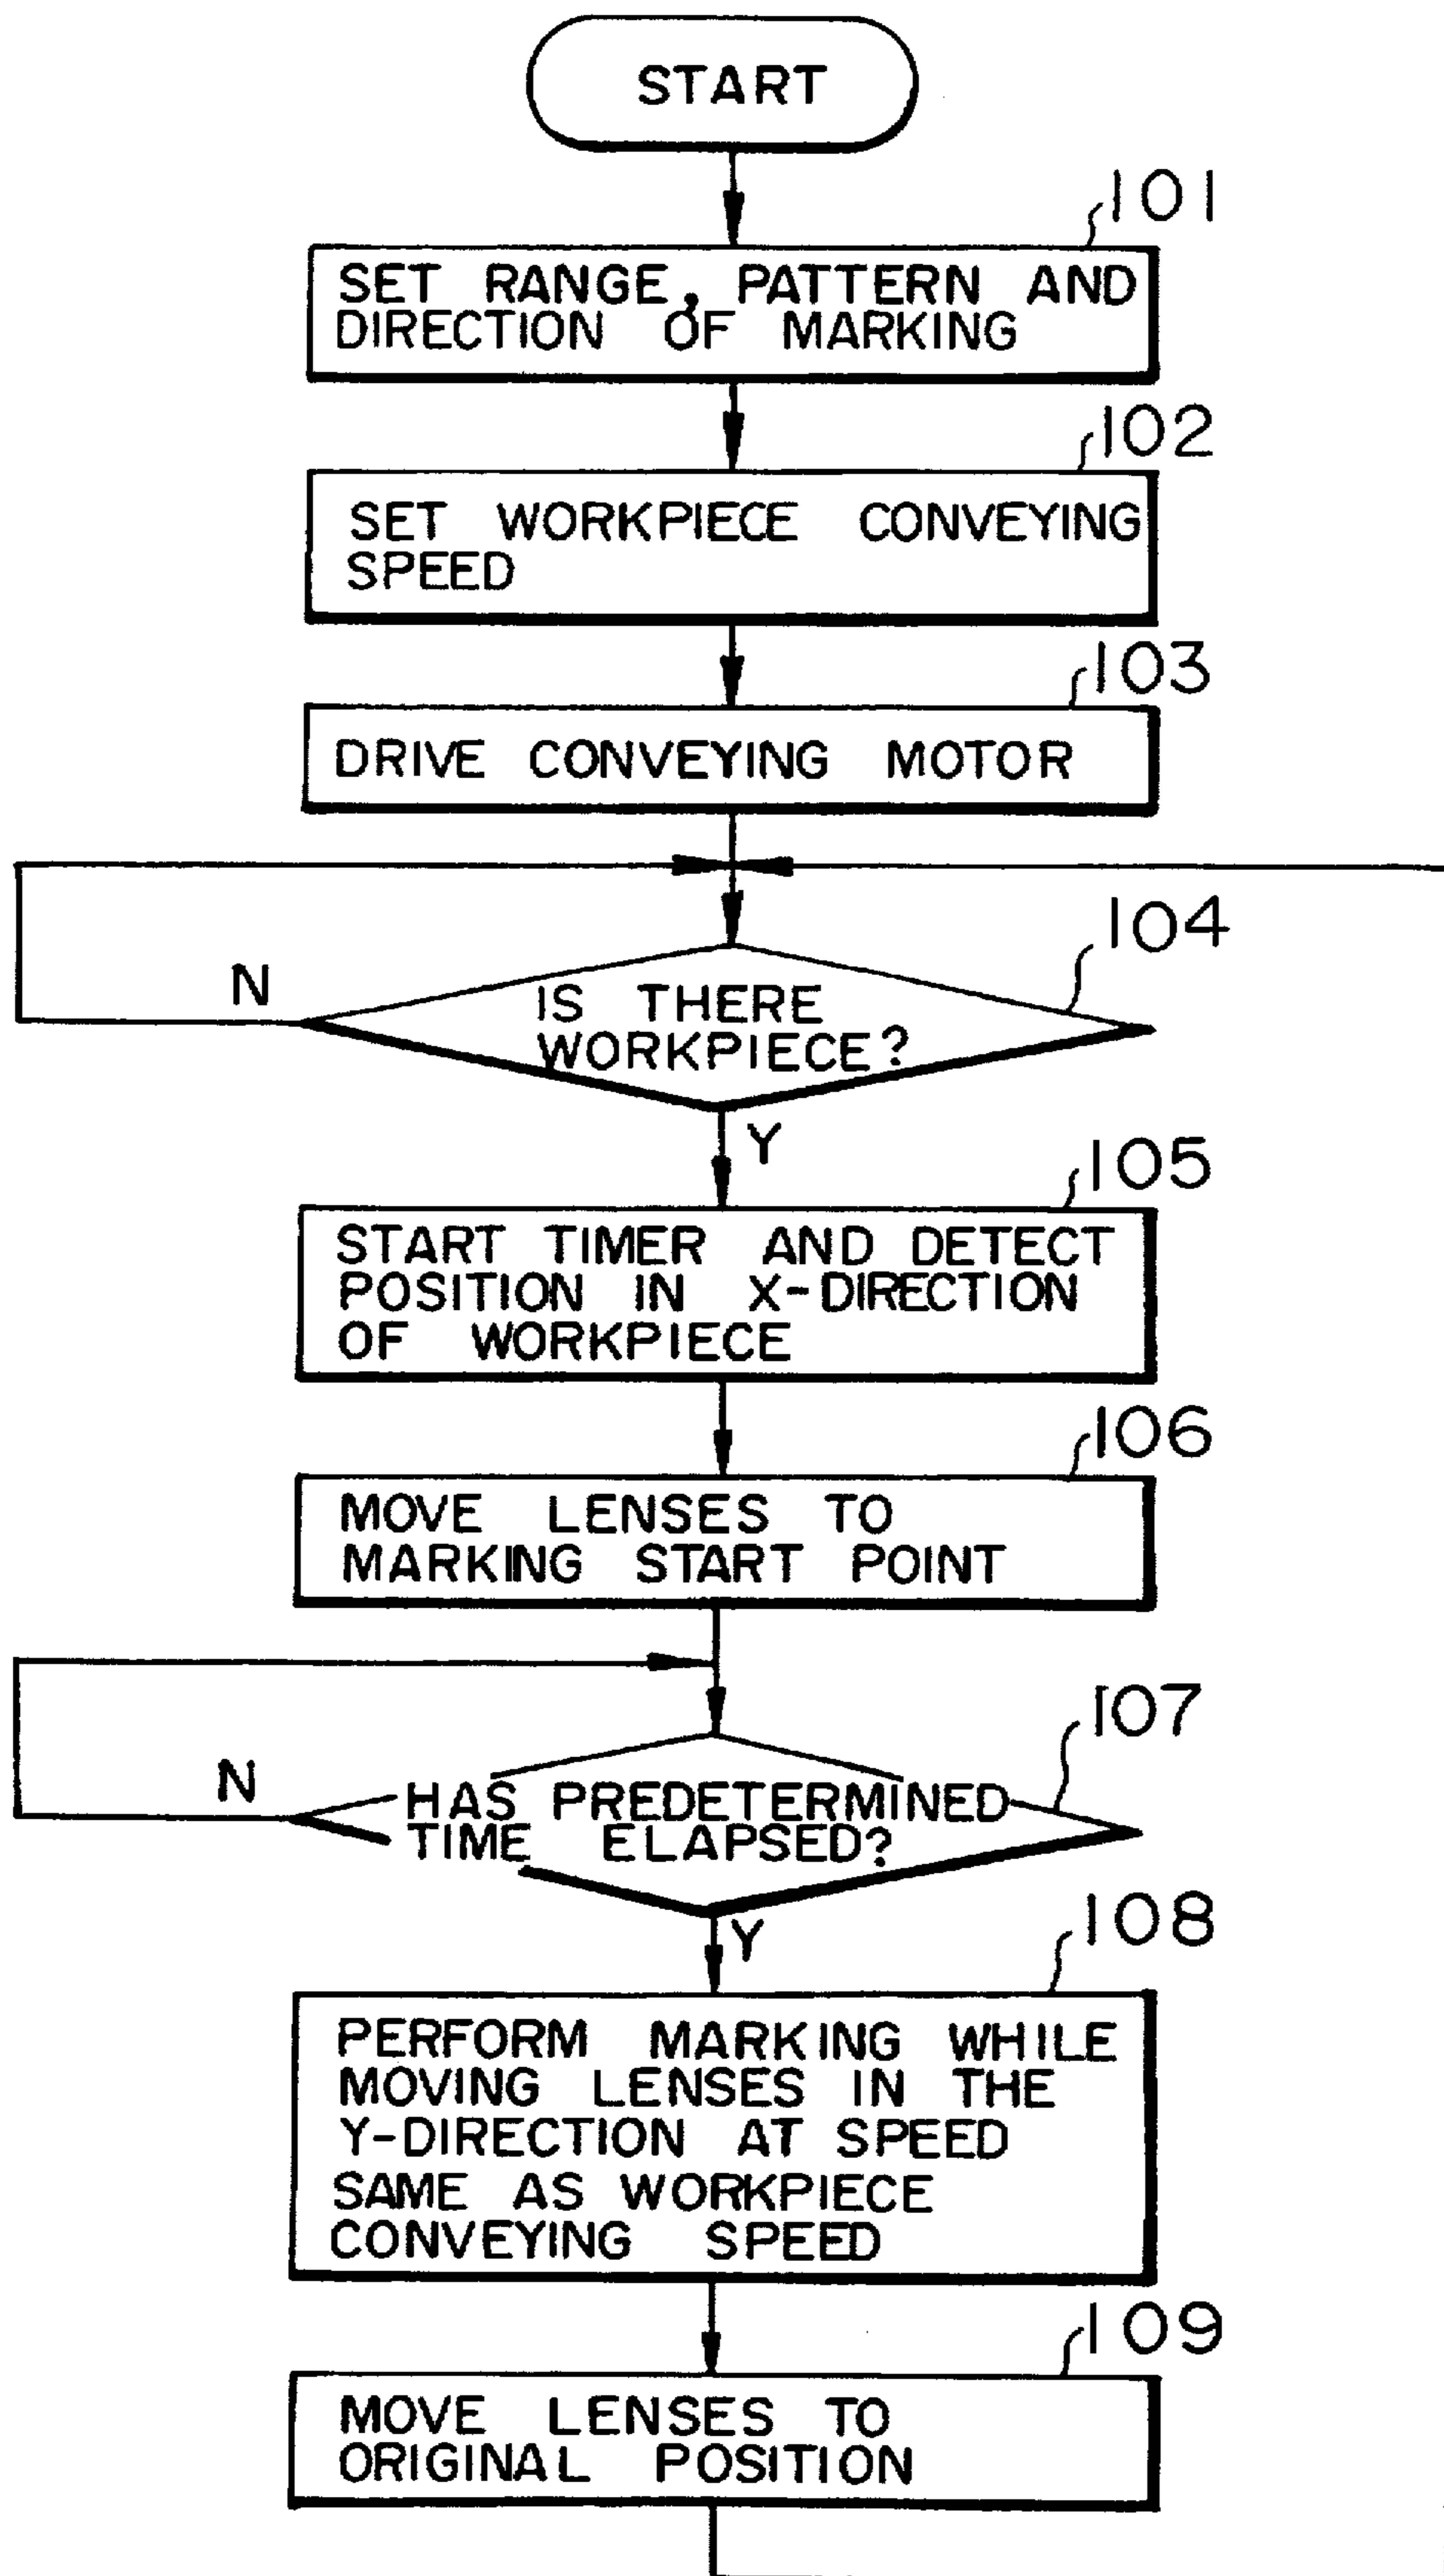 START
101
SET RANGE, PATTERN AND
DIRECTION OF MARKING
102
SET WORKPIECE CONVEYING
SPEED
103
DRIVE CONVEYING MOTOR
104
N
IS THERE
WORKPIECE?
Y
105
START TIMER AND DETECT
POSITION IN X-DIRECTION
OF WORKPIECE
106
MOVE LENSES TO
MARKING START POINT
107
N
HAS PREDETERMINED
TIME ELAPSED?
Y
108
PERFORM MARKING WHILE
MOVING LENSES IN THE
Y-DIRECTION AT SPEED
SAME AS WORKPIECE
CONVEYING SPEED
109
MOVE LENSES TO
ORIGINAL POSITION